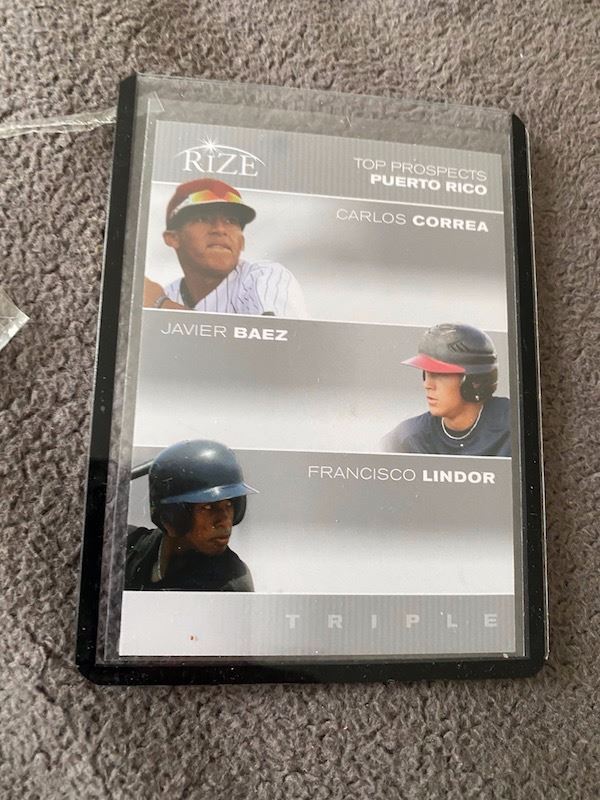 RIZE
TOP PROSPECTS
PUERTO RICO
CARLOS CORREA
JAVIER BAEZ
FRANCISCO LINDOR
TRIPLE